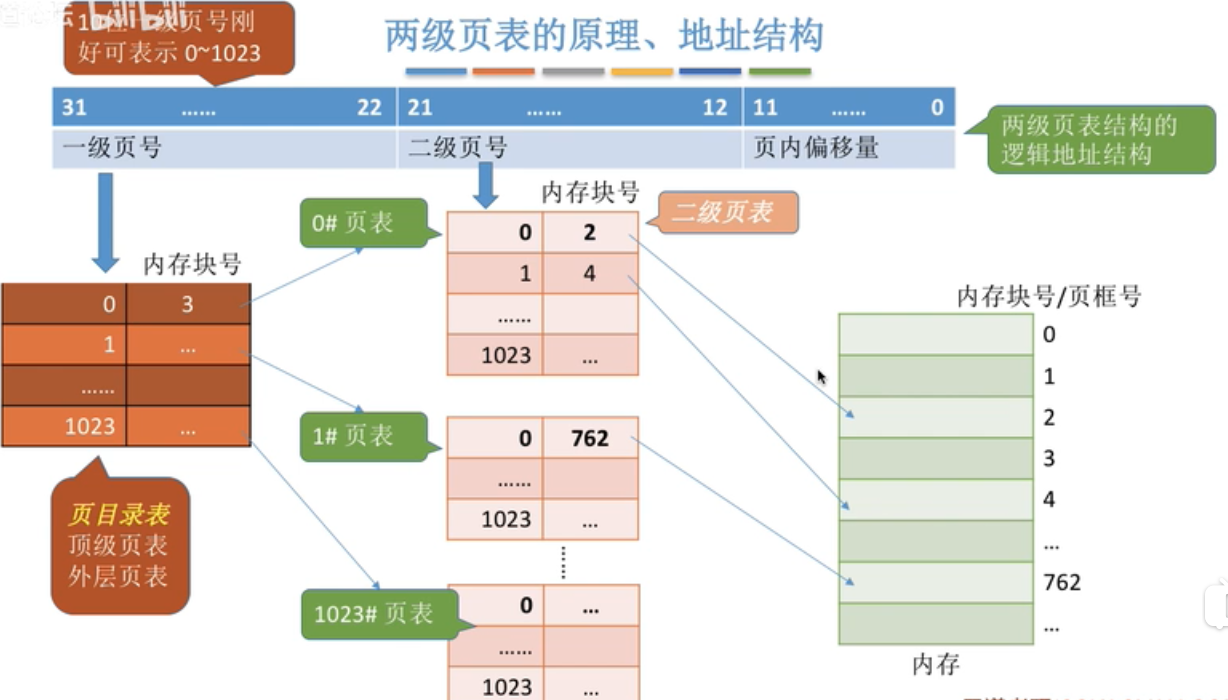 两级页表的原理、地址结构
10位一级页号刚
好可表示 0~1023
31 …… 22 21 …… 12 11 …… 0
一级页号 二级页号 页内偏移量
两级页表结构的
逻辑地址结构
内存块号
0 3
1 ...
……
1023 ...
页目录表
顶级页表
外层页表
0# 页表
内存块号
二级页表
0 2
1 4
……
1023 ...
1# 页表
0 762
……
1023 ...
1023# 页表
0 ...
……
1023 ...
内存块号/页框号
0
1
2
3
4
...
762
...
内存